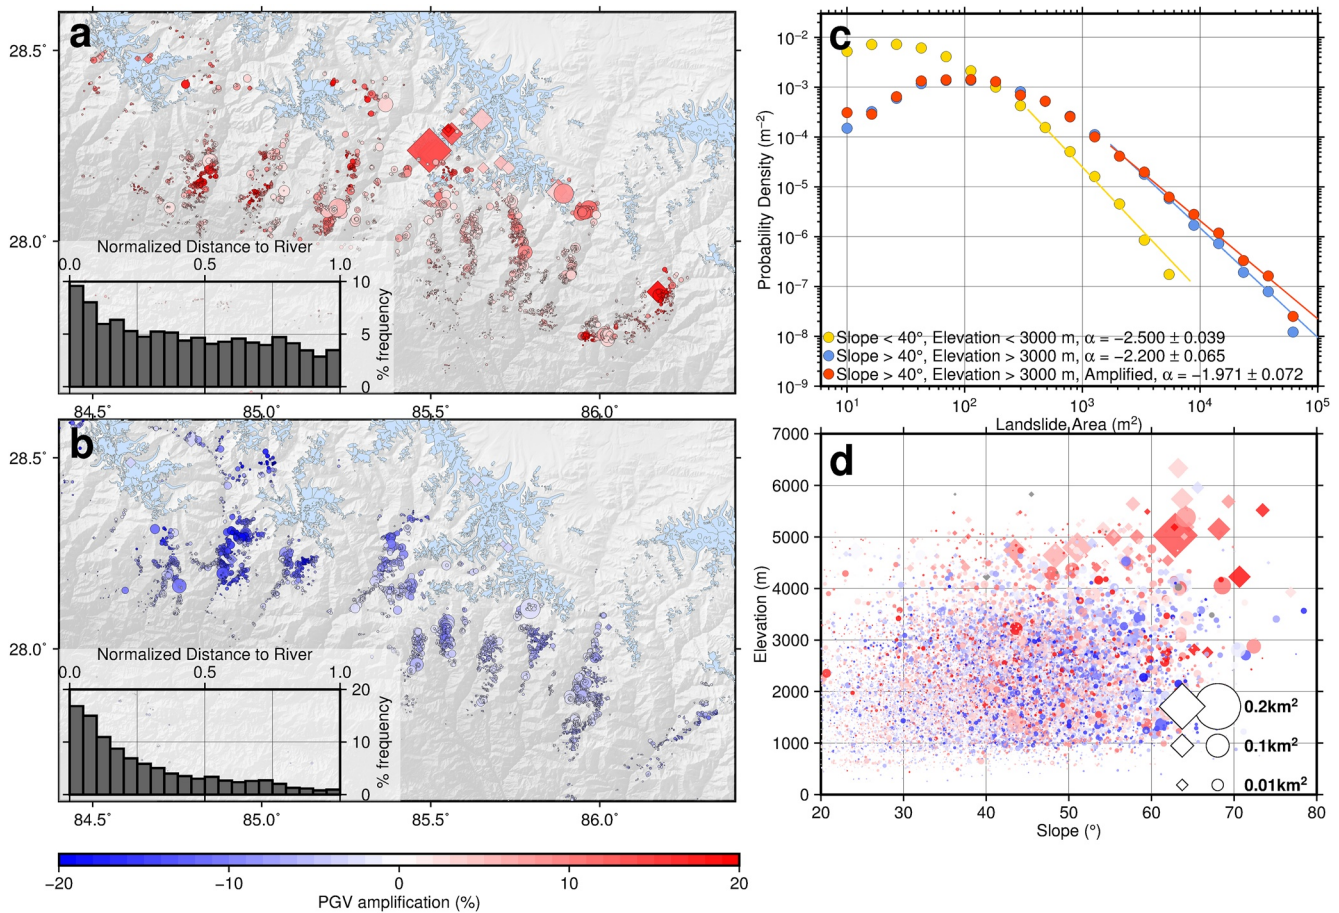 a
28.5°
28.0°
Normalized Distance to River
0.0 0.5 1.0
10
5
0
% frequency
84.5° 85.0° 85.5° 86.0°
b
28.5°
28.0°
Normalized Distance to River
0.0 0.5 1.0
20
10
0
% frequency
84.5° 85.0° 85.5° 86.0°
−20 −10 0 10 20
PGV amplification (%)
c
10−2
10−3
10−4
10−5
10−6
10−7
10−8
10−9
Probability Density (m−2)
Slope < 40°, Elevation < 3000 m, α = −2.500 ± 0.039
Slope > 40°, Elevation > 3000 m, α = −2.200 ± 0.065
Slope > 40°, Elevation > 3000 m, Amplified, α = −1.971 ± 0.072
10¹ 10² 10³ 10⁴ 10⁵
Landslide Area (m²)
d
7000
6000
5000
4000
3000
2000
1000
0
Elevation (m)
0.2km²
0.1km²
0.01km²
20 30 40 50 60 70 80
Slope (°)